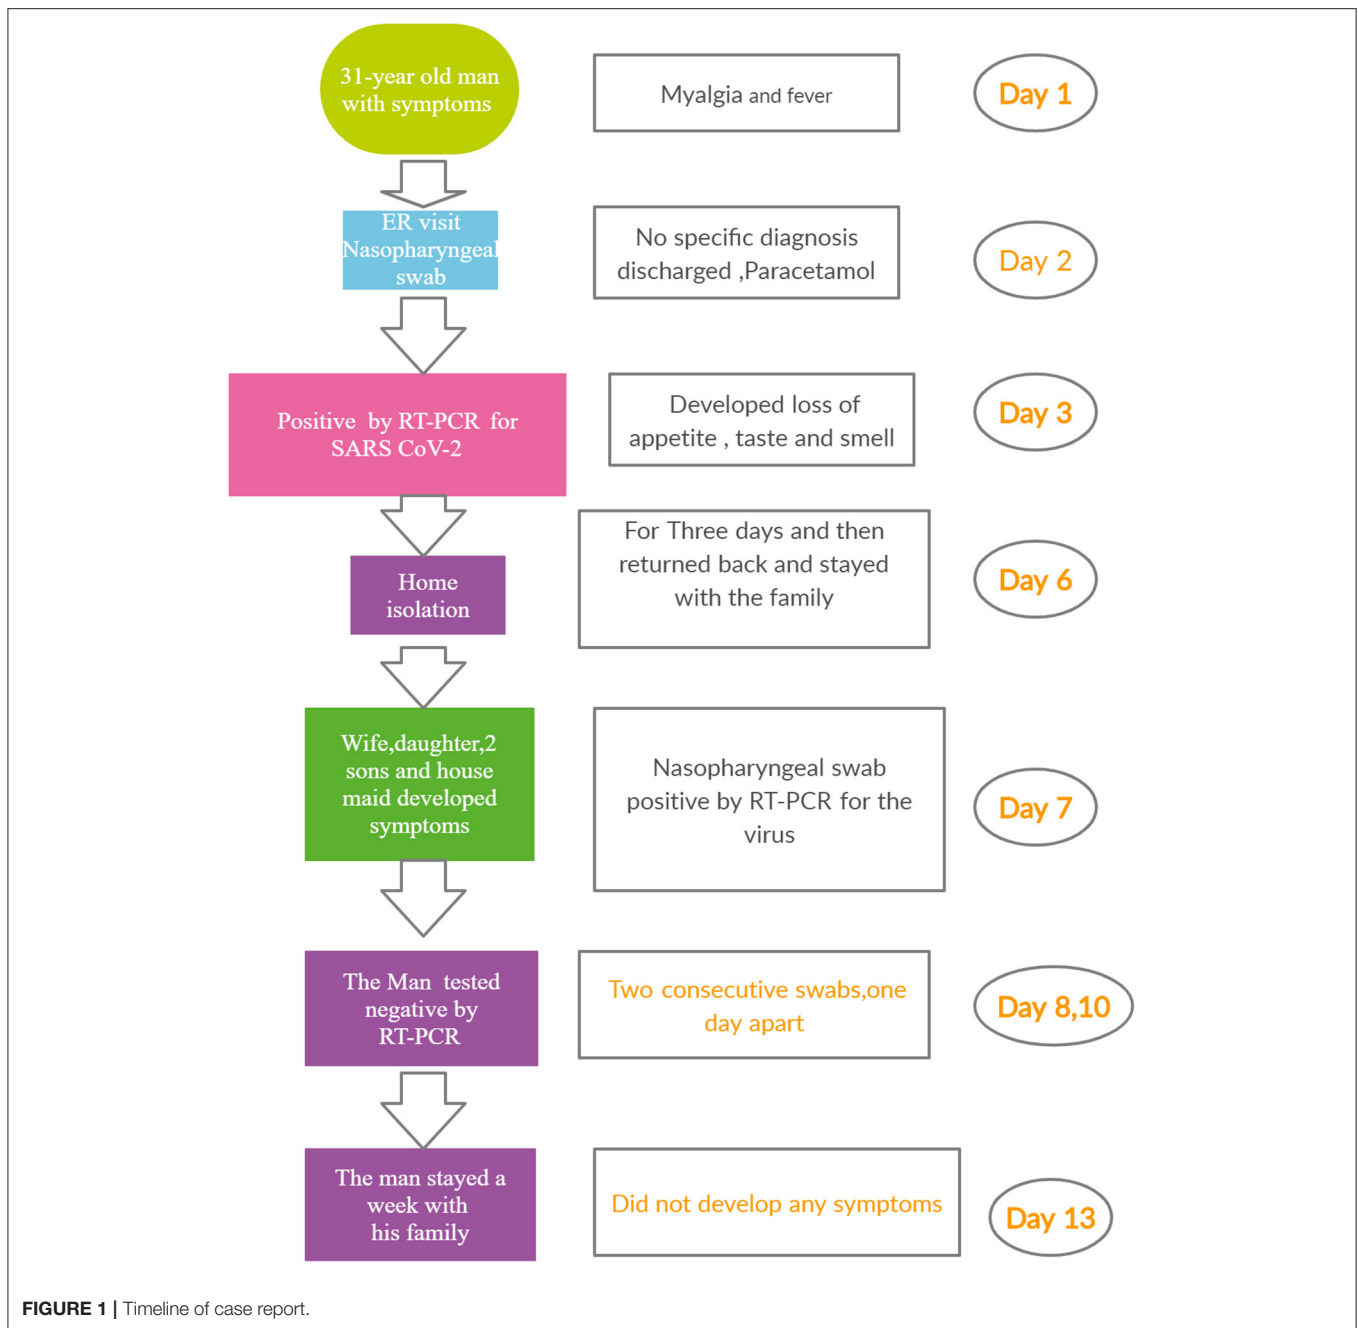 31-year old man
with symptoms
Myalgia and fever
Day 1
ER visit
Nasopharyngeal
swab
No specific diagnosis
discharged ,Paracetamol
Day 2
Positive by RT-PCR for
SARS CoV-2
Developed loss of
appetite , taste and smell
Day 3
Home
isolation
For Three days and then
returned back and stayed
with the family
Day 6
Wife,daughter,2
sons and house
maid developed
symptoms
Nasopharyngeal swab
positive by RT-PCR for the
virus
Day 7
The Man tested
negative by
RT-PCR
Two consecutive swabs,one
day apart
Day 8,10
The man stayed a
week with
his family
Did not develop any symptoms
Day 13
FIGURE 1 | Timeline of case report.